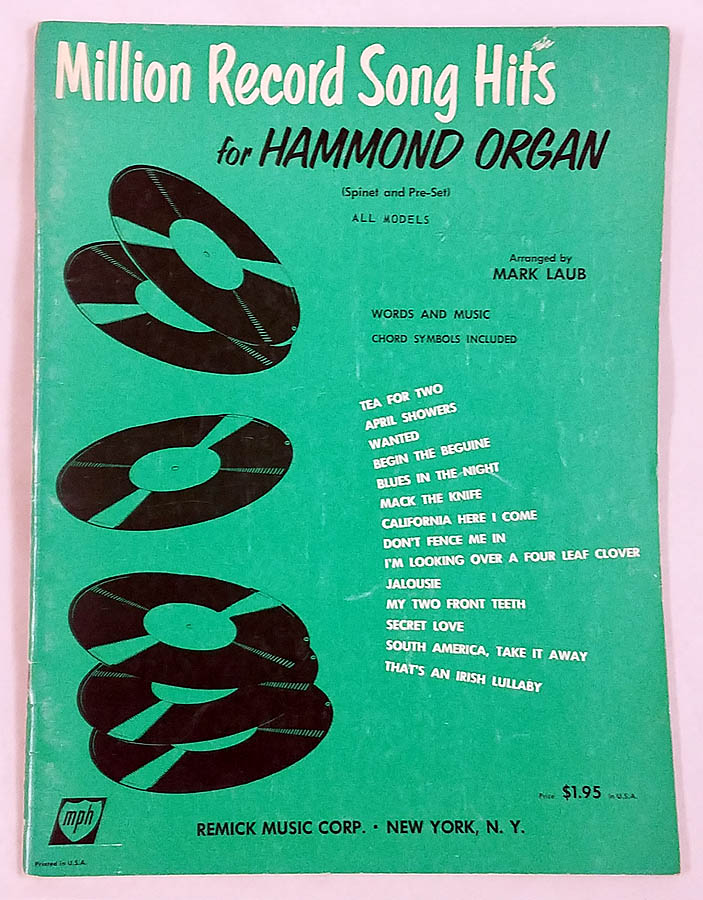 Million Record Song Hits
for HAMMOND ORGAN
(Spinet and Pre-Set)
ALL MODELS
Arranged by
MARK LAUB
WORDS AND MUSIC
CHORD SYMBOLS INCLUDED
TEA FOR TWO
APRIL SHOWERS
WANTED
BEGIN THE BEGUINE
BLUES IN THE NIGHT
MACK THE KNIFE
CALIFORNIA HERE I COME
DON'T FENCE ME IN
I'M LOOKING OVER A FOUR LEAF CLOVER
JALOUSIE
MY TWO FRONT TEETH
SECRET LOVE
SOUTH AMERICA, TAKE IT AWAY
THAT'S AN IRISH LULLABY
Price $1.95 in U.S.A.
mph
REMICK MUSIC CORP. • NEW YORK, N. Y.
Printed in U.S.A.